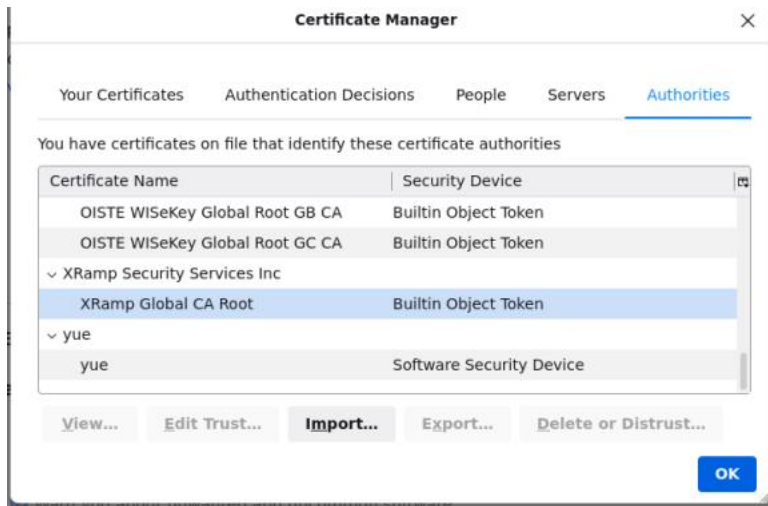 Certificate Manager
Your Certificates Authentication Decisions People Servers Authorities
You have certificates on file that identify these certificate authorities
Certificate Name Security Device
OISTE WISeKey Global Root GB CA Builtin Object Token
OISTE WISeKey Global Root GC CA Builtin Object Token
XRamp Security Services Inc
XRamp Global CA Root Builtin Object Token
yue
yue Software Security Device
View... Edit Trust... Import... Export... Delete or Distrust...
OK